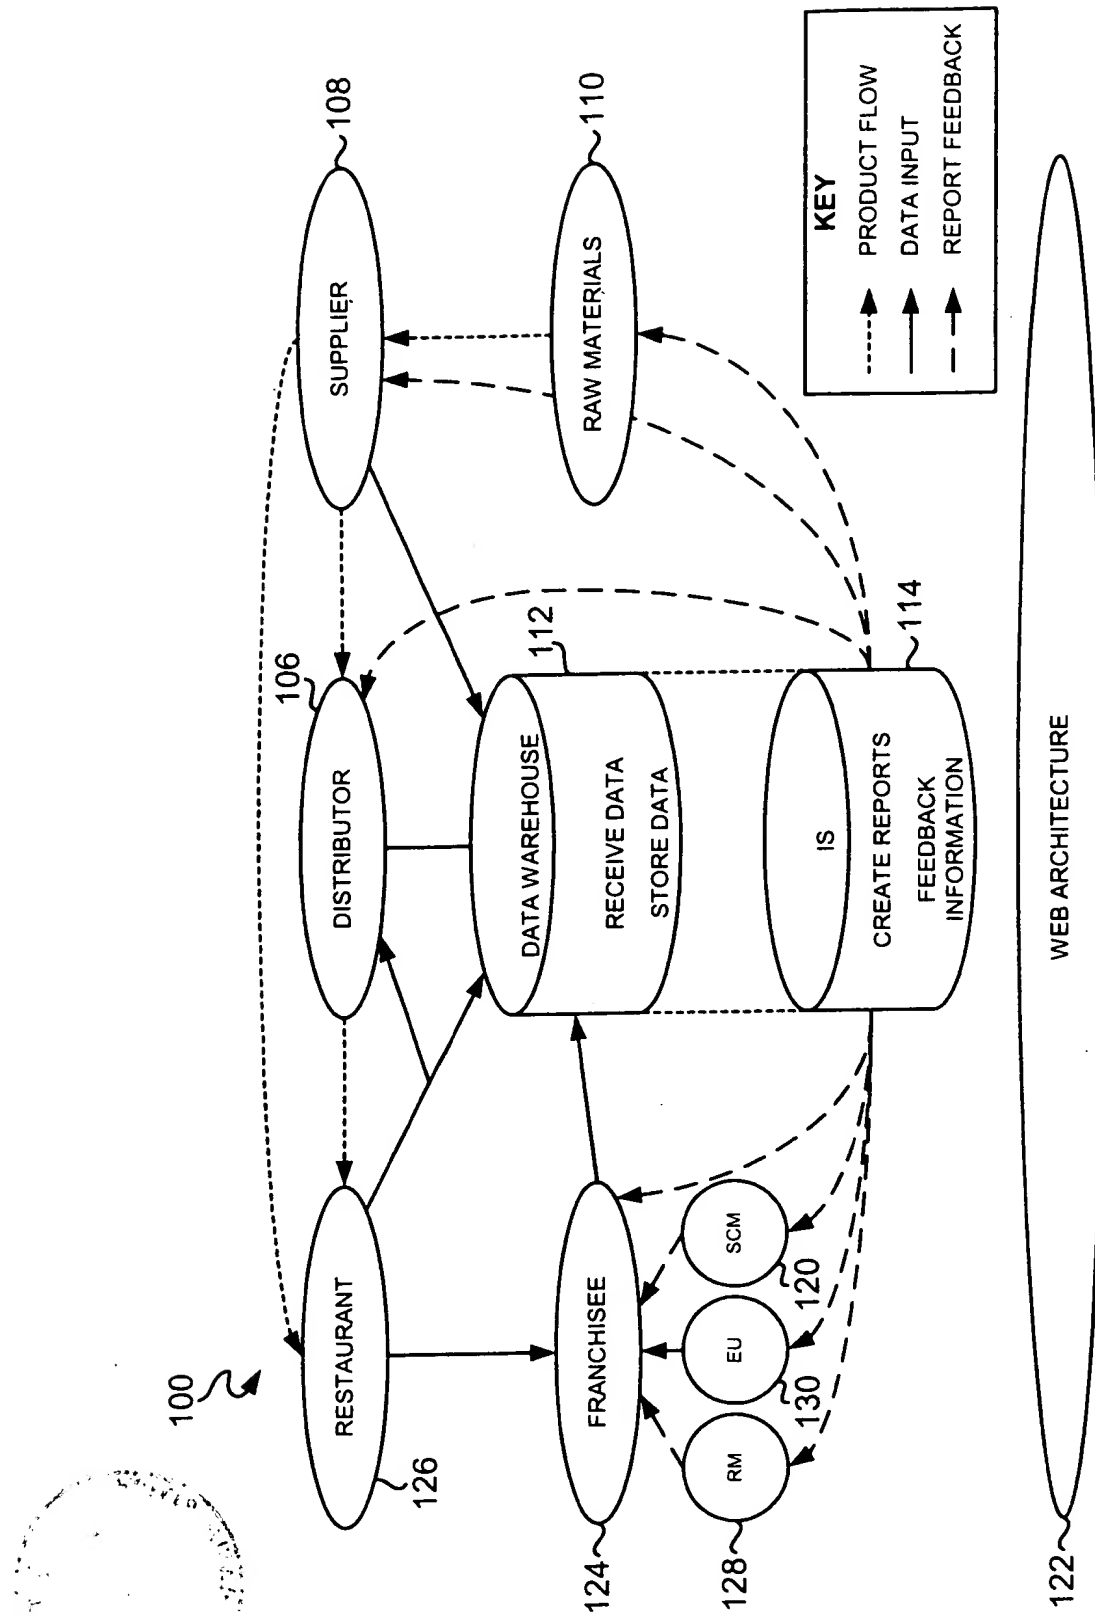 100
RESTAURANT
126
DISTRIBUTOR
106
SUPPLIER
108
DATA WAREHOUSE
RECEIVE DATA
STORE DATA
112
RAW MATERIALS
110
FRANCHISEE
124
RM
128
EU
130
SCM
120
IS
CREATE REPORTS
FEEDBACK
INFORMATION
114
KEY
PRODUCT FLOW
DATA INPUT
REPORT FEEDBACK
WEB ARCHITECTURE
122